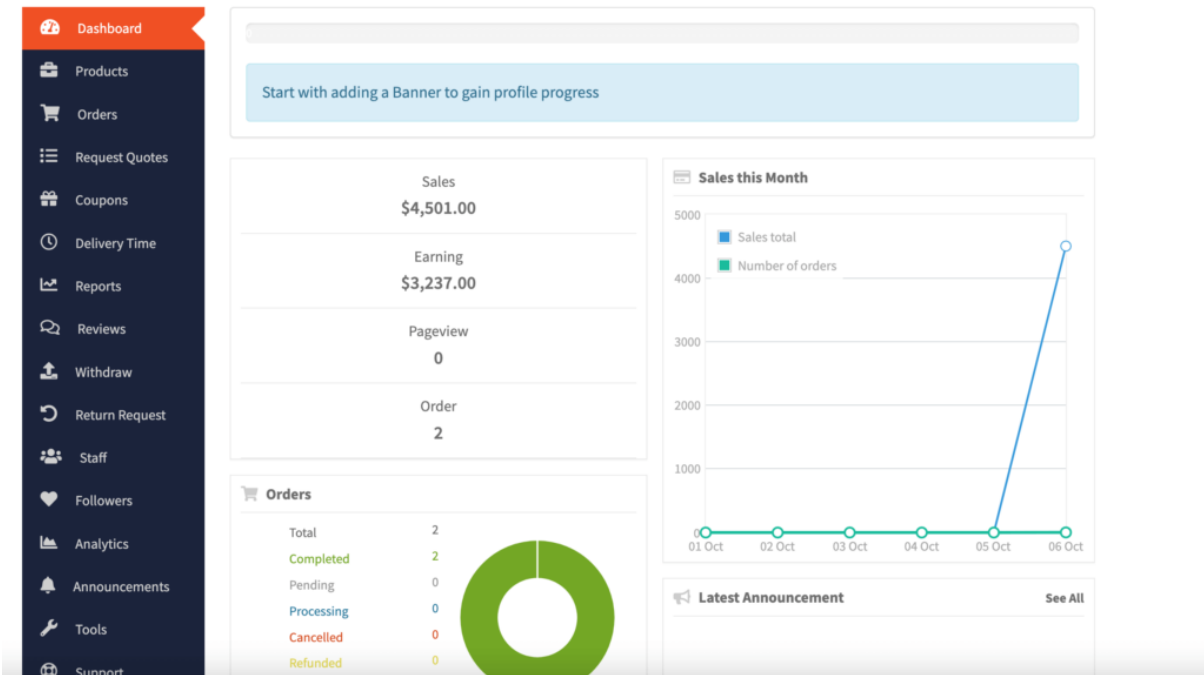 Dashboard
Products
Orders
Request Quotes
Coupons
Delivery Time
Reports
Reviews
Withdraw
Return Request
Staff
Followers
Analytics
Announcements
Tools
Support
Start with adding a Banner to gain profile progress
Sales
$4,501.00
Earning
$3,237.00
Pageview
0
Order
2
Orders
Total 2
Completed 2
Pending 0
Processing 0
Cancelled 0
Refunded 0
Sales this Month
Sales total
Number of orders
5000
4000
3000
2000
1000
0
01 Oct 02 Oct 03 Oct 04 Oct 05 Oct 06 Oct
Latest Announcement See All